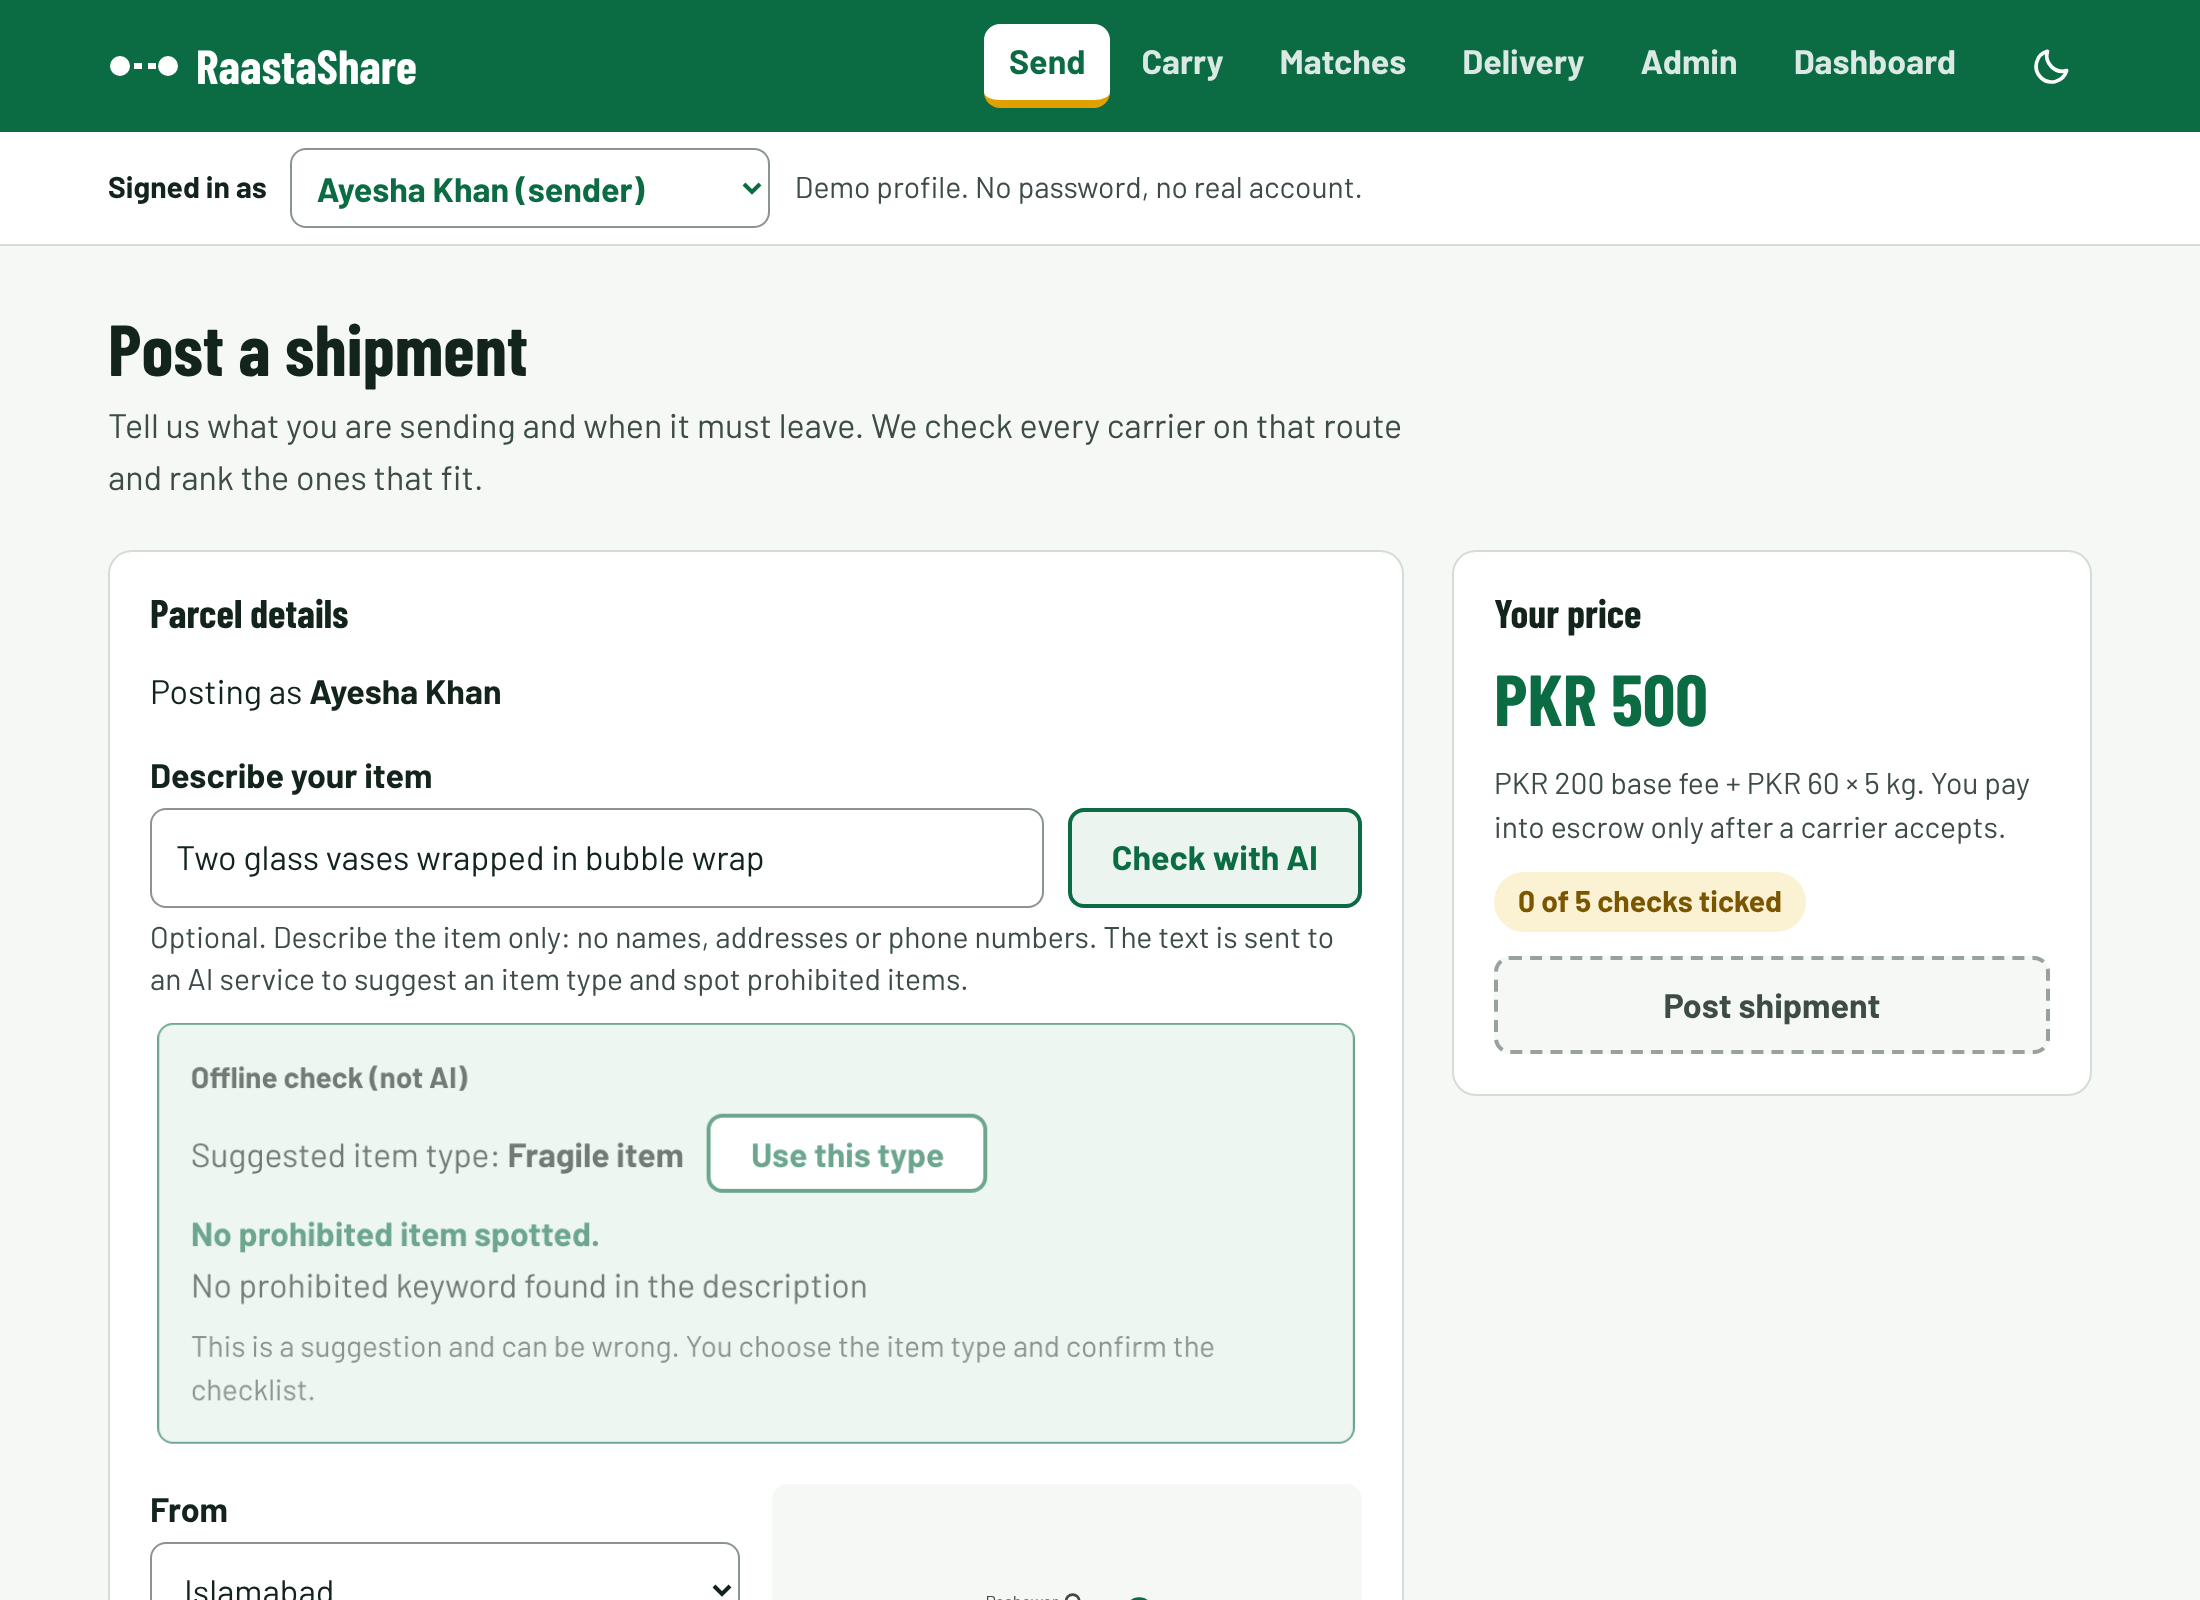 RaastaShare
Send
Carry
Matches
Delivery
Admin
Dashboard
Signed in as
Ayesha Khan (sender)
Demo profile. No password, no real account.
Post a shipment
Tell us what you are sending and when it must leave. We check every carrier on that route
and rank the ones that fit.
Parcel details
Posting as Ayesha Khan
Describe your item
Two glass vases wrapped in bubble wrap
Check with AI
Optional. Describe the item only: no names, addresses or phone numbers. The text is sent to
an AI service to suggest an item type and spot prohibited items.
Offline check (not AI)
Suggested item type: Fragile item
Use this type
No prohibited item spotted.
No prohibited keyword found in the description
This is a suggestion and can be wrong. You choose the item type and confirm the
checklist.
From
Islamabad
Your price
PKR 500
PKR 200 base fee + PKR 60 × 5 kg. You pay
into escrow only after a carrier accepts.
0 of 5 checks ticked
Post shipment